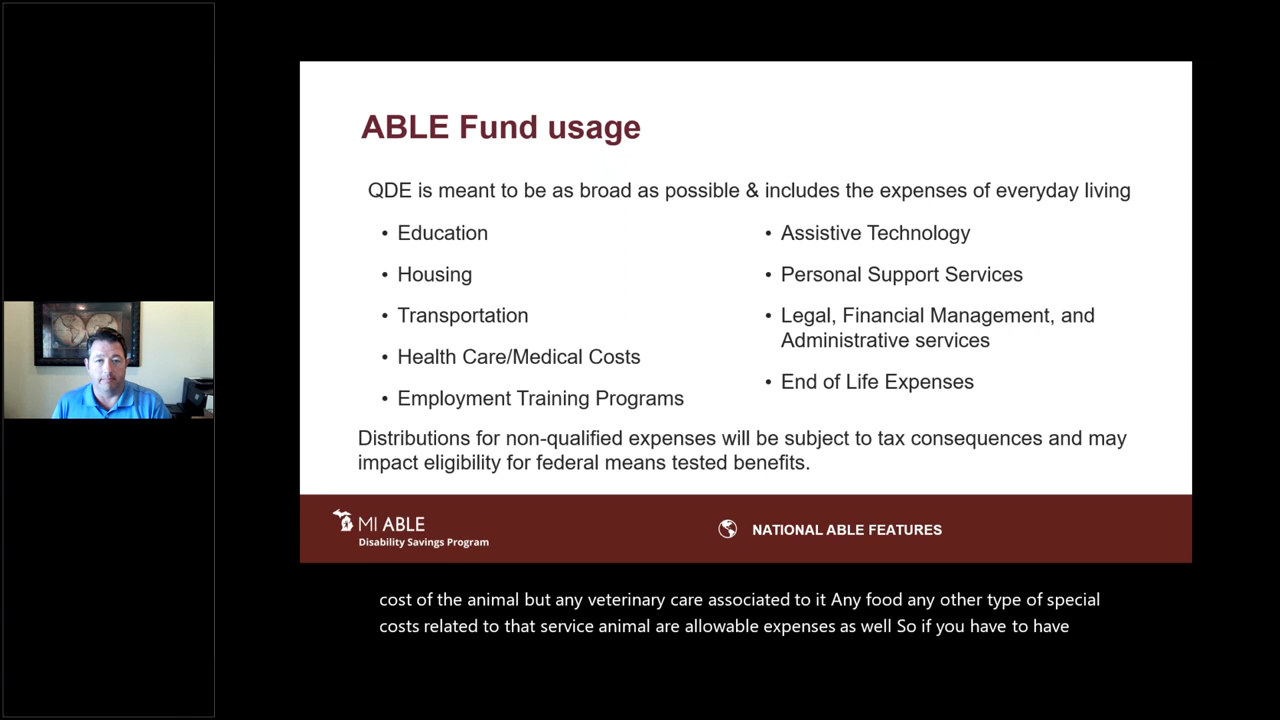 ABLE Fund usage
QDE is meant to be as broad as possible & includes the expenses of everyday living
• Education
• Housing
• Transportation
• Health Care/Medical Costs
• Employment Training Programs
• Assistive Technology
• Personal Support Services
• Legal, Financial Management, and
Administrative services
• End of Life Expenses
Distributions for non-qualified expenses will be subject to tax consequences and may
impact eligibility for federal means tested benefits.
MI ABLE
Disability Savings Program
NATIONAL ABLE FEATURES
cost of the animal but any veterinary care associated to it Any food any other type of special
costs related to that service animal are allowable expenses as well So if you have to have